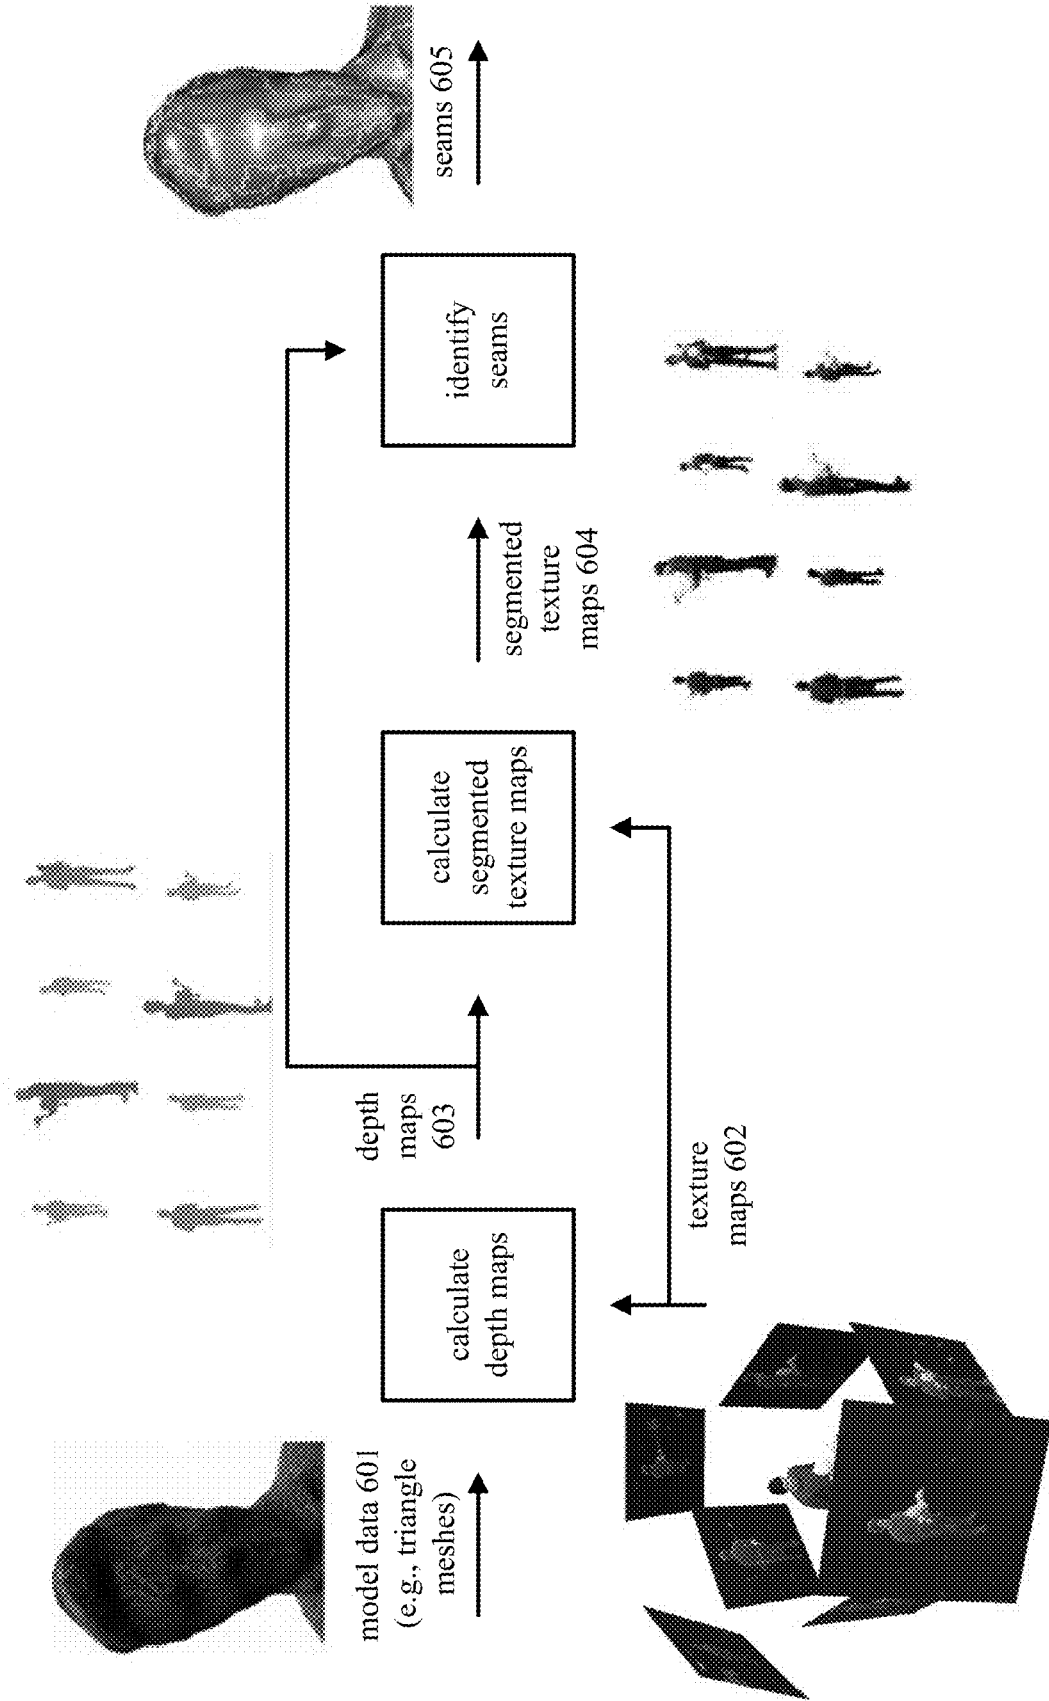 model data 601
(e.g., triangle
meshes)
calculate
depth maps
depth
maps
603
texture
maps 602
calculate
segmented
texture maps
segmented
texture
maps 604
identify
seams
seams 605